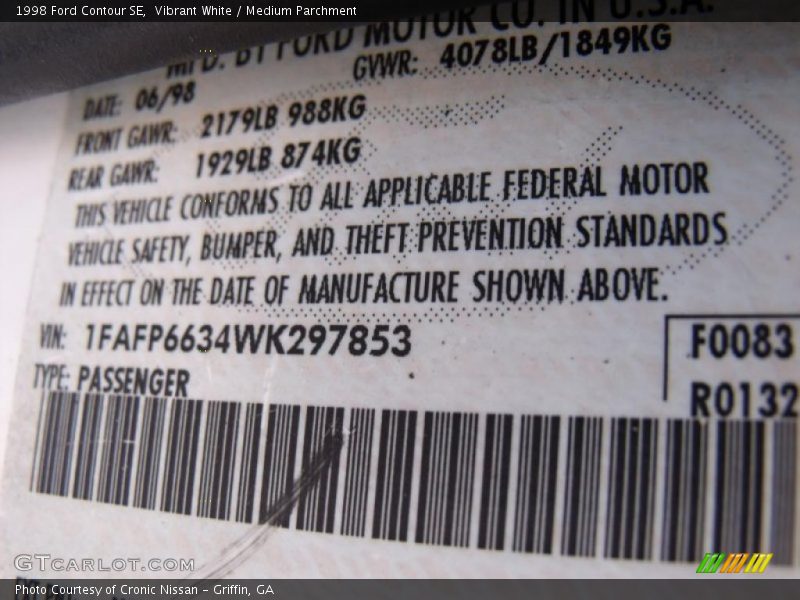 1998 Ford Contour SE, Vibrant White / Medium Parchment
MFD. BY FORD MOTOR CO. IN U.S.A.
DATE: 06/98 GVWR: 4078LB/1849KG
FRONT GAWR: 2179LB 988KG
REAR GAWR: 1929LB 874KG
THIS VEHICLE CONFORMS TO ALL APPLICABLE FEDERAL MOTOR
VEHICLE SAFETY, BUMPER, AND THEFT PREVENTION STANDARDS
IN EFFECT ON THE DATE OF MANUFACTURE SHOWN ABOVE.
VIN: 1FAFP6634WK297853
F0083
TYPE: PASSENGER
R0132
GTCARLOT.COM
Photo Courtesy of Cronic Nissan - Griffin, GA